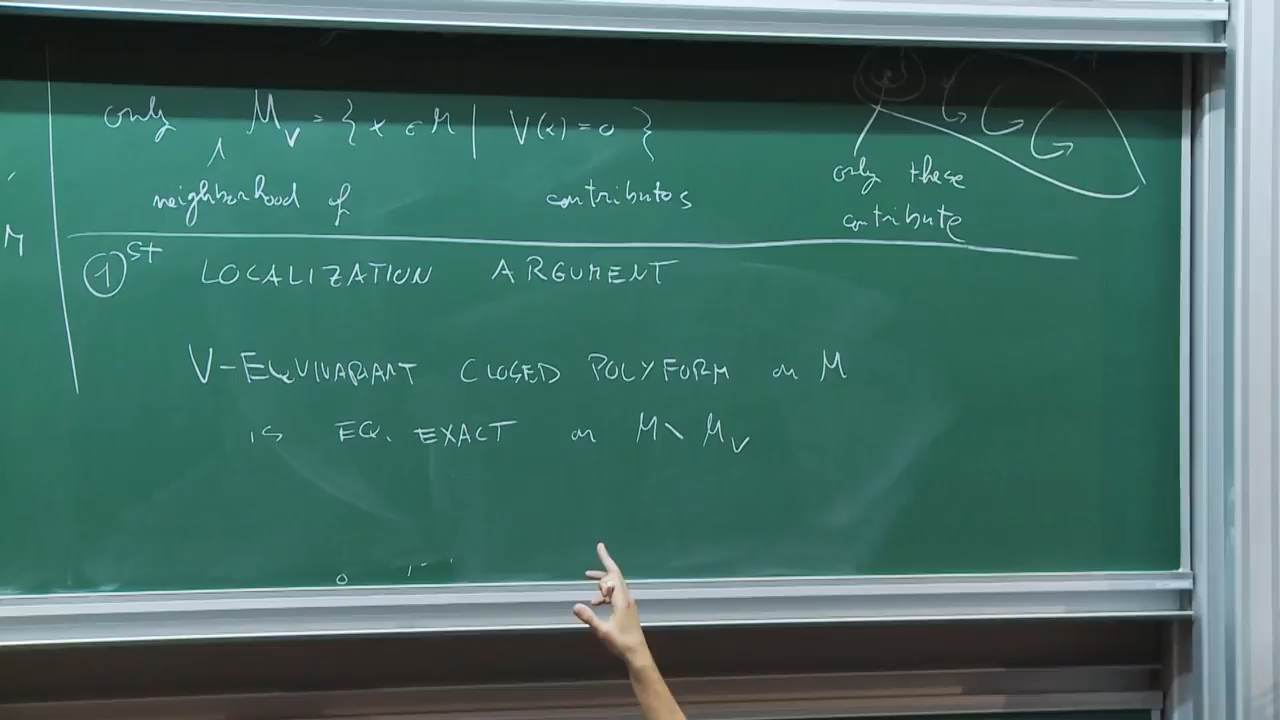 only M_V = { x ∈ M | V(x) = 0 }
neighborhood of contributes
only these
contribute
M
1st LOCALIZATION ARGUMENT
V-EQUIVARIANT CLOSED POLYFORM on M
is EQ. EXACT on M \ M_V